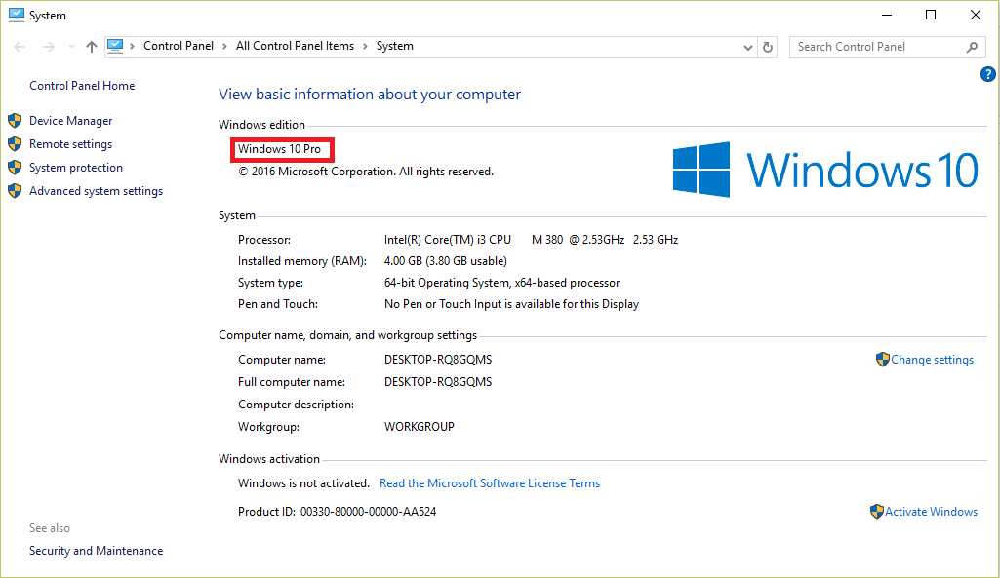 System
Control Panel > All Control Panel Items > System
Search Control Panel
?
Control Panel Home
Device Manager
Remote settings
System protection
Advanced system settings
See also
Security and Maintenance
View basic information about your computer
Windows edition
Windows 10 Pro
© 2016 Microsoft Corporation. All rights reserved.
Windows 10
System
Processor: Intel(R) Core(TM) i3 CPU M 380 @ 2.53GHz 2.53 GHz
Installed memory (RAM): 4.00 GB (3.80 GB usable)
System type: 64-bit Operating System, x64-based processor
Pen and Touch: No Pen or Touch Input is available for this Display
Computer name, domain, and workgroup settings
Computer name: DESKTOP-RQ8GQMS
Change settings
Full computer name: DESKTOP-RQ8GQMS
Computer description:
Workgroup: WORKGROUP
Windows activation
Windows is not activated. Read the Microsoft Software License Terms
Product ID: 00330-80000-00000-AA524
Activate Windows